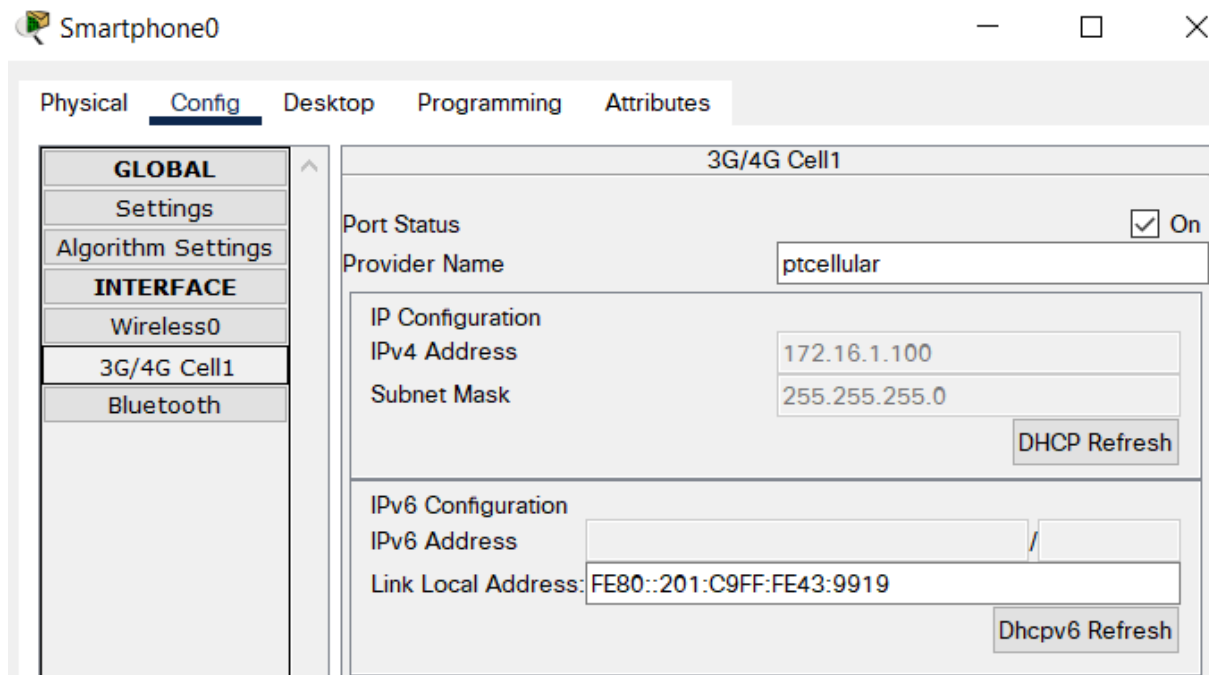 Smartphone0
Physical Config Desktop Programming Attributes
GLOBAL
Settings
Algorithm Settings
INTERFACE
Wireless0
3G/4G Cell1
Bluetooth
3G/4G Cell1
Port Status On
Provider Name ptcellular
IP Configuration
IPv4 Address 172.16.1.100
Subnet Mask 255.255.255.0
DHCP Refresh
IPv6 Configuration
IPv6 Address /
Link Local Address: FE80::201:C9FF:FE43:9919
Dhcpv6 Refresh